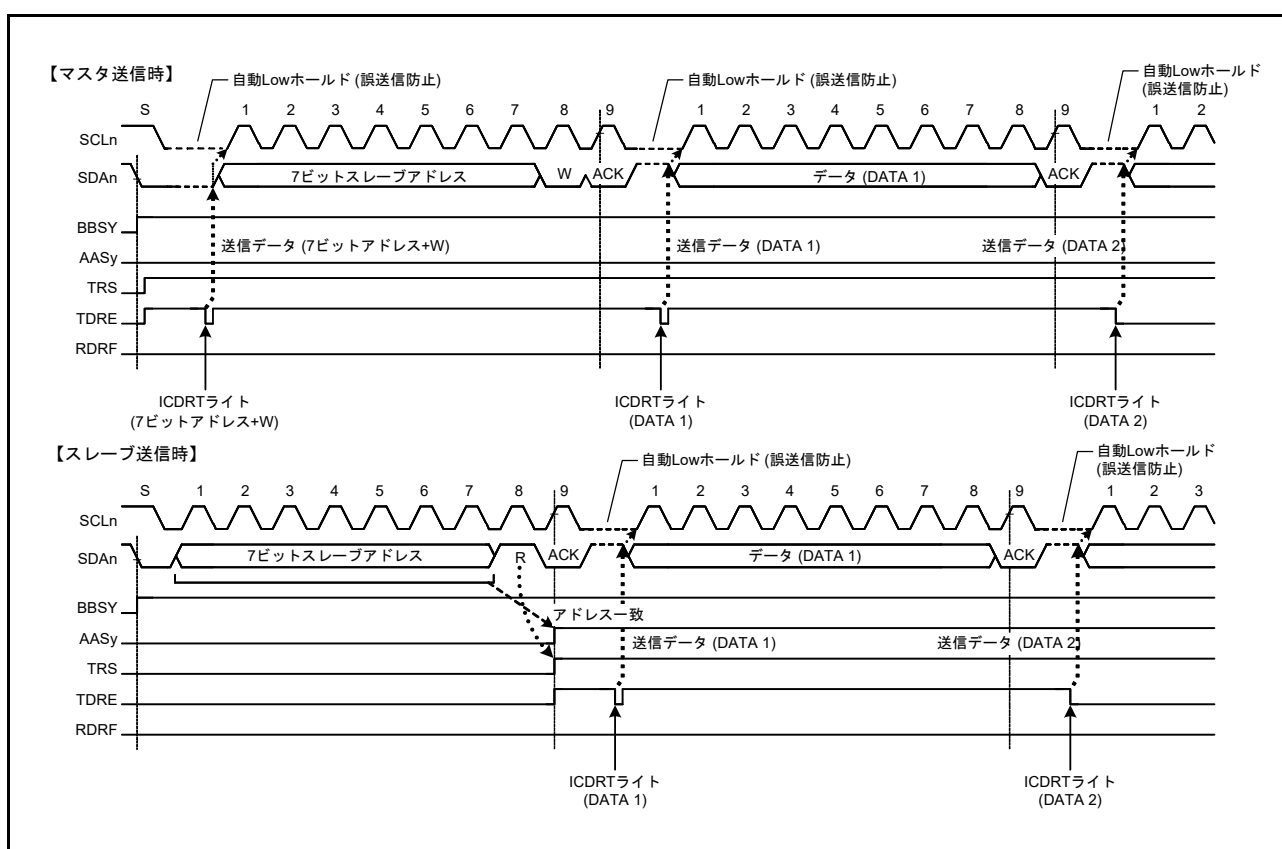 【マスタ送信時】
自動Lowホールド (誤送信防止)
自動Lowホールド (誤送信防止)
自動Lowホールド
(誤送信防止)
S 1 2 3 4 5 6 7 8 9 1 2 3 4 5 6 7 8 9 1 2
SCLn
SDAn 7ビットスレーブアドレス W ACK データ (DATA 1) ACK
BBSY
送信データ (7ビットアドレス+W) 送信データ (DATA 1) 送信データ (DATA 2)
AASy
TRS
TDRE
RDRF
ICDRTライト
(7ビットアドレス+W)
ICDRTライト
(DATA 1)
ICDRTライト
(DATA 2)
【スレーブ送信時】
自動Lowホールド (誤送信防止)
自動Lowホールド
(誤送信防止)
S 1 2 3 4 5 6 7 8 9 1 2 3 4 5 6 7 8 9 1 2 3
SCLn
SDAn 7ビットスレーブアドレス R ACK データ (DATA 1) ACK
BBSY
アドレス一致
AASy
送信データ (DATA 1) 送信データ (DATA 2)
TRS
TDRE
RDRF
ICDRTライト
(DATA 1)
ICDRTライト
(DATA 2)